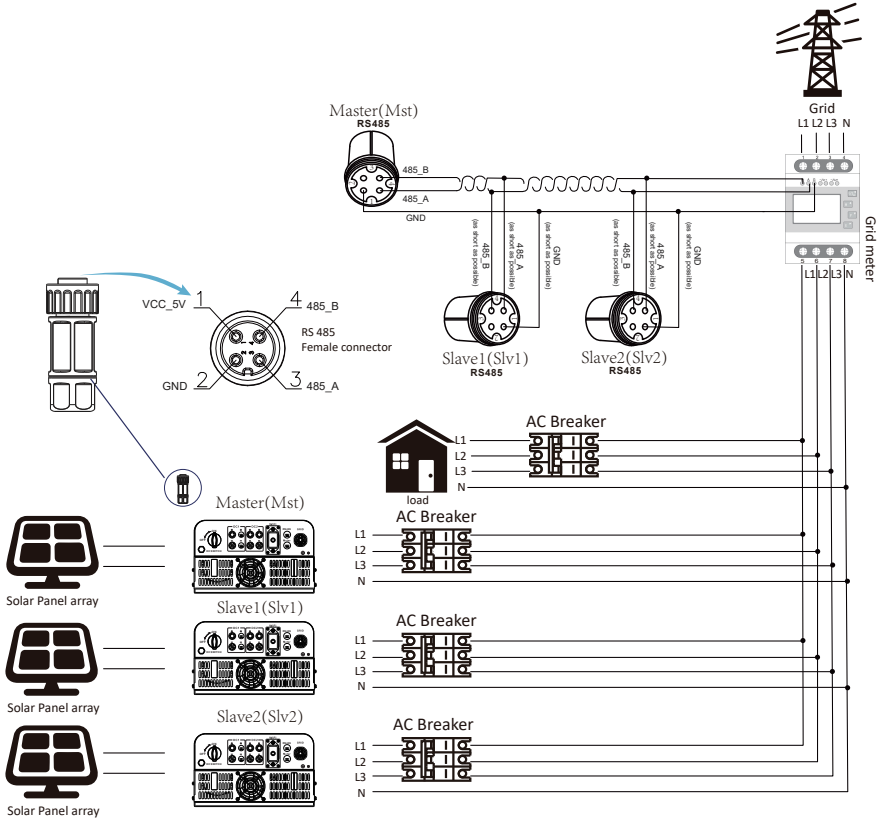 Grid
L1 L2 L3 N
Master(Mst)
RS485
485_B
485_A
GND
485_B
(as short as possible)
485_A
(as short as possible)
GND
(as short as possible)
485_B
(as short as possible)
485_A
(as short as possible)
GND
(as short as possible)
Grid meter
5 6 7 8
L1 L2 L3 N
Slave1(Slv1)
RS485
Slave2(Slv2)
RS485
VCC_5V 1
4 485_B
RS 485
Female connector
GND 2
3 485_A
AC Breaker
L1
L2
L3
N
load
Master(Mst)
AC Breaker
L1
L2
L3
N
Solar Panel array
Slave1(Slv1)
AC Breaker
L1
L2
L3
N
Solar Panel array
Slave2(Slv2)
AC Breaker
L1
L2
L3
N
Solar Panel array